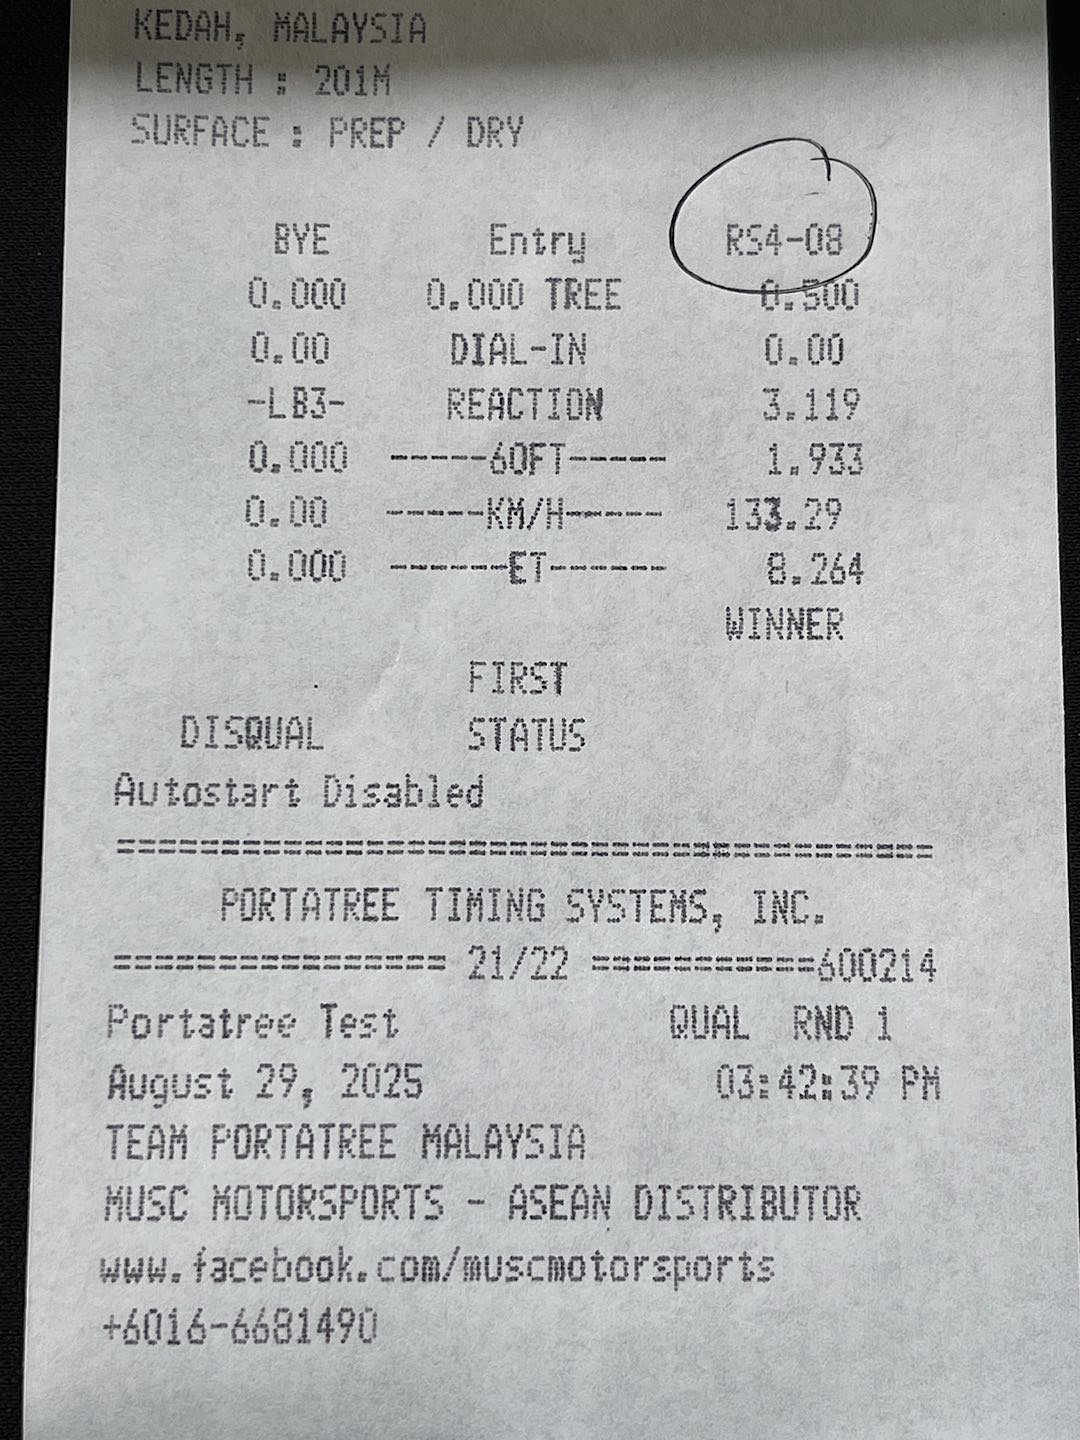 KEDAH, MALAYSIA
LENGTH : 201M
SURFACE : PREP / DRY
BYE Entry RS4-08
0.000 0.000 TREE 0.500
0.00 DIAL-IN 0.00
-LB3- REACTION 3.119
0.000 -----60FT----- 1.933
0.00 -----KM/H----- 133.29
0.000 ------ET------ 8.264
WINNER
FIRST
DISQUAL STATUS
Autostart Disabled
========================================
PORTATREE TIMING SYSTEMS, INC.
================ 21/22 ===========600214
Portatree Test QUAL RND 1
August 29, 2025 03:42:39 PM
TEAM PORTATREE MALAYSIA
MUSC MOTORSPORTS - ASEAN DISTRIBUTOR
www.facebook.com/muscmotorsports
+6016-6681490